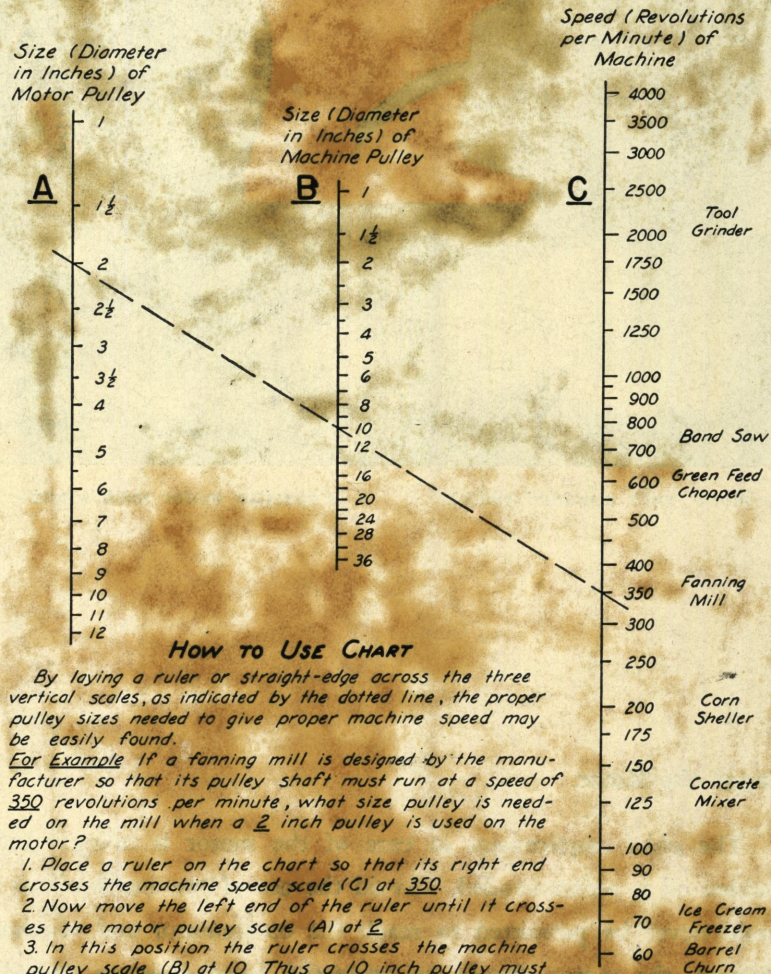 Size (Diameter
in Inches) of
Motor Pulley
Size (Diameter
in Inches) of
Machine Pulley
Speed (Revolutions
per Minute) of
Machine
A
1
1½
2
2½
3
3½
4
5
6
7
8
9
10
11
12
B
1
1½
2
3
4
5
6
8
10
12
16
20
24
28
36
C
4000
3500
3000
2500
2000
1750
1500
1250
1000
900
800
700
600
500
400
350
300
250
200
175
150
125
100
90
80
70
60
Tool
Grinder
Band Saw
Green Feed
Chopper
Fanning
Mill
Corn
Sheller
Concrete
Mixer
Ice Cream
Freezer
Barrel
Churn
HOW TO USE CHART
By laying a ruler or straight-edge across the three
vertical scales, as indicated by the dotted line, the proper
pulley sizes needed to give proper machine speed may
be easily found.
For Example If a fanning mill is designed by the manu-
facturer so that its pulley shaft must run at a speed of
350 revolutions per minute, what size pulley is need-
ed on the mill when a 2 inch pulley is used on the
motor?
1. Place a ruler on the chart so that its right end
crosses the machine speed scale (C) at 350.
2. Now move the left end of the ruler until it cross-
es the motor pulley scale (A) at 2
3. In this position the ruler crosses the machine
pulley scale (B) at 10 Thus a 10 inch pulley must